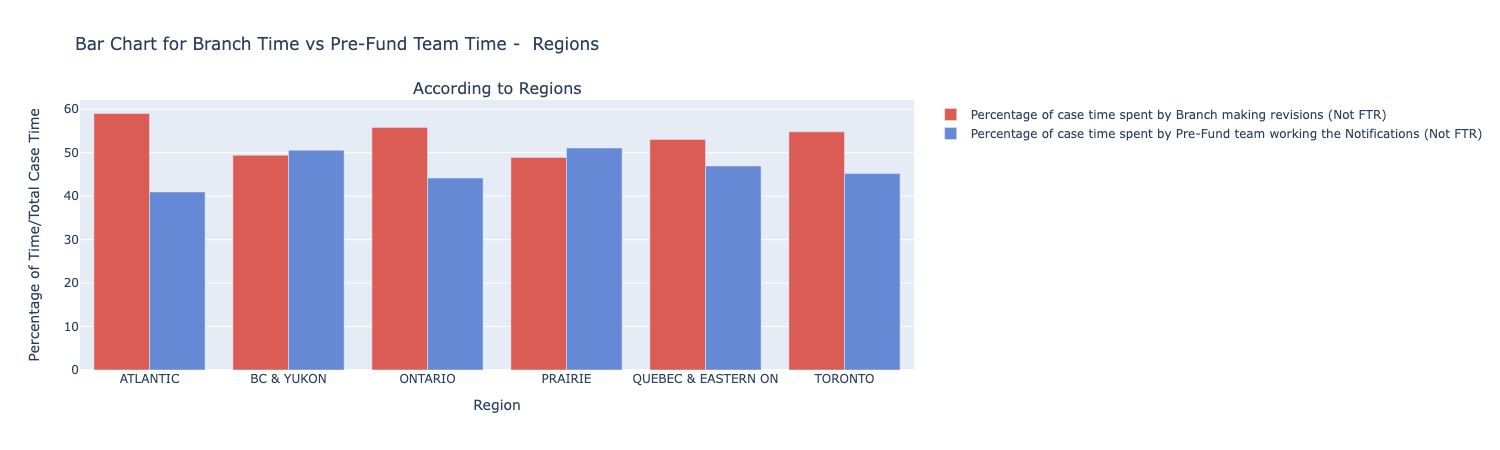 Bar Chart for Branch Time vs Pre-Fund Team Time -  Regions
According to Regions
Percentage of case time spent by Branch making revisions (Not FTR)
Percentage of case time spent by Pre-Fund team working the Notifications (Not FTR)
Percentage of Time/Total Case Time
60
50
40
30
20
10
0
ATLANTIC
BC & YUKON
ONTARIO
PRAIRIE
QUEBEC & EASTERN ON
TORONTO
Region